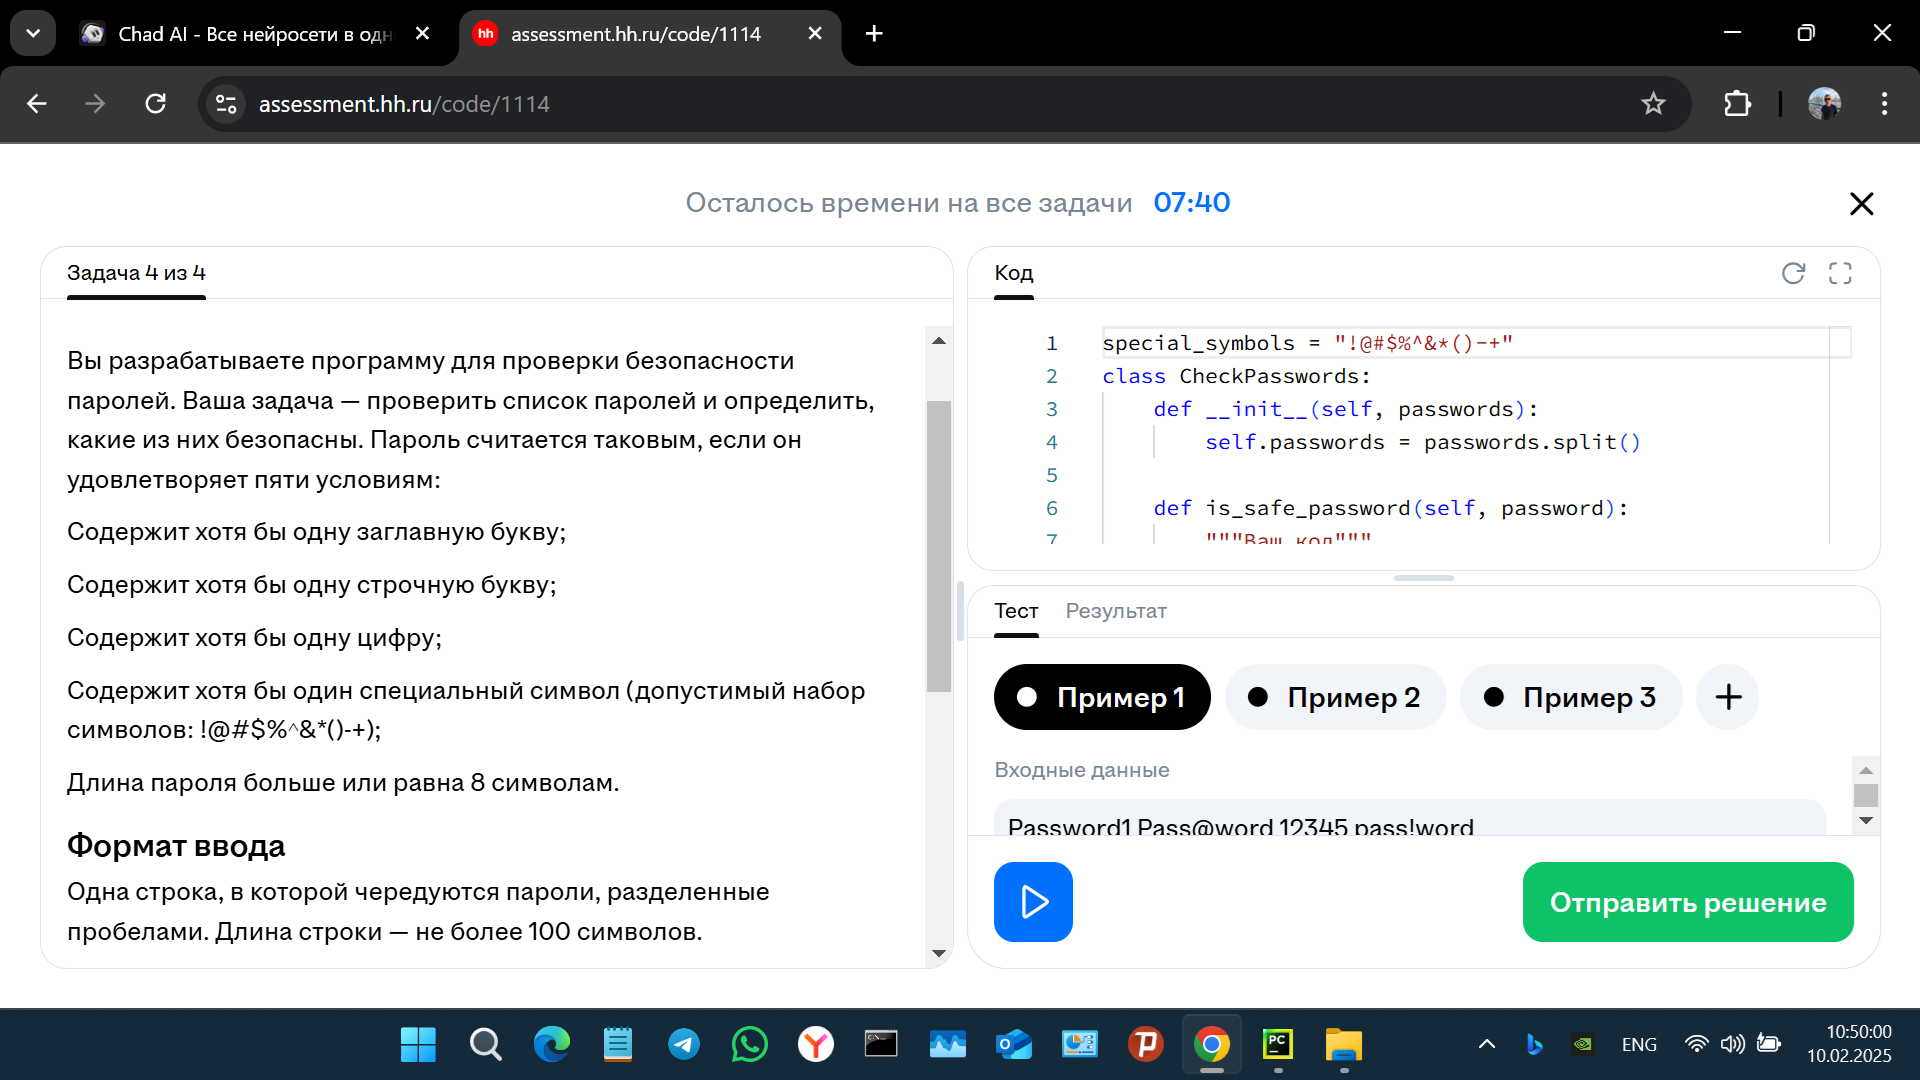 Chad AI - Все нейросети в одн
hh
assessment.hh.ru/code/1114
assessment.hh.ru/code/1114
Осталось времени на все задачи 07:40
Задача 4 из 4
Вы разрабатываете программу для проверки безопасности
паролей. Ваша задача — проверить список паролей и определить,
какие из них безопасны. Пароль считается таковым, если он
удовлетворяет пяти условиям:
Содержит хотя бы одну заглавную букву;
Содержит хотя бы одну строчную букву;
Содержит хотя бы одну цифру;
Содержит хотя бы один специальный символ (допустимый набор
символов: !@#$%^&*()-+);
Длина пароля больше или равна 8 символам.
Формат ввода
Одна строка, в которой чередуются пароли, разделенные
пробелами. Длина строки — не более 100 символов.
Код
1 special_symbols = "!@#$%^&*()-+"
2 class CheckPasswords:
3 def __init__(self, passwords):
4 self.passwords = passwords.split()
5
6 def is_safe_password(self, password):
7 """Ваш код"""
Тест Результат
Пример 1 Пример 2 Пример 3
Входные данные
Password1 Pass@word 12345 pass!word
Отправить решение
PC
ENG
10:50:00
10.02.2025